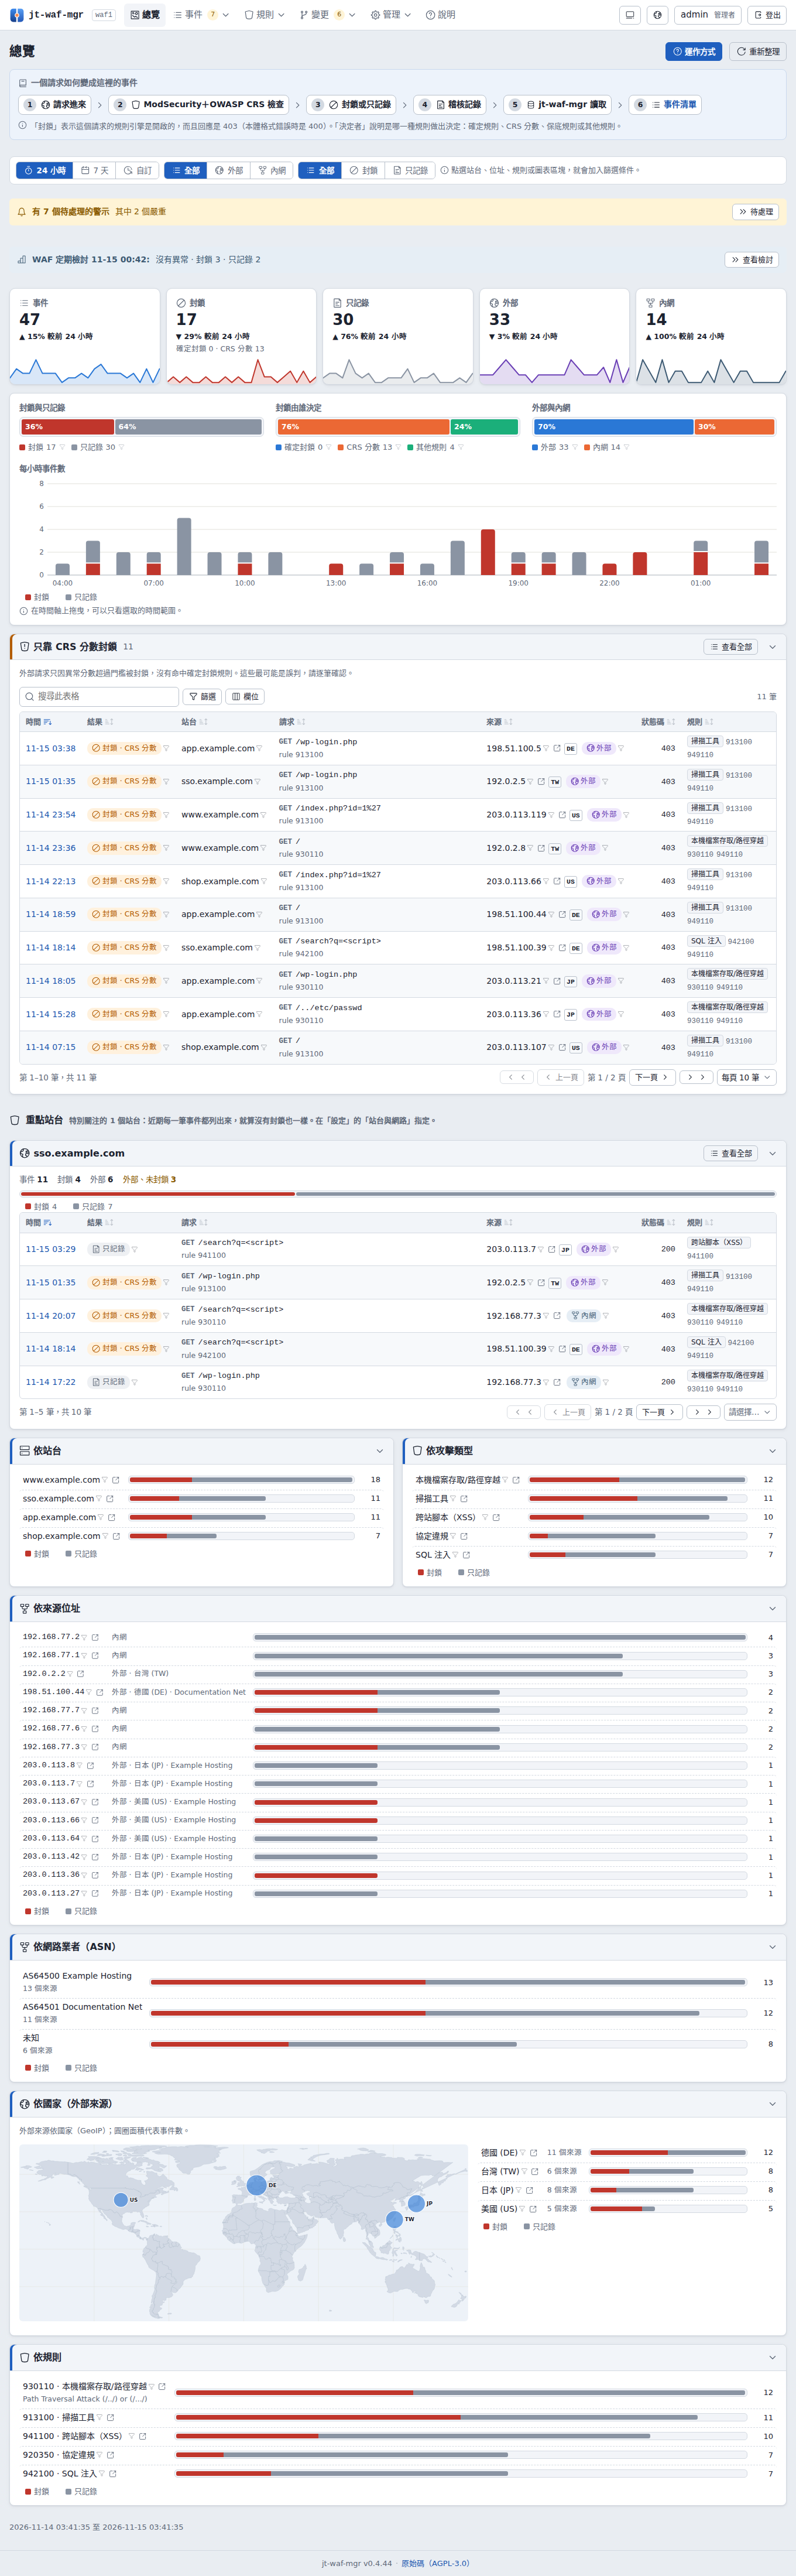 jt-waf-mgr waf1 總覽 事件 7 規則 變更 6 管理 說明 admin 管理者 登出
總覽 運作方式 重新整理
一個請求如何變成這裡的事件
1 請求進來 2 ModSecurity＋OWASP CRS 檢查 3 封鎖或只記錄 4 稽核記錄 5 jt-waf-mgr 讀取 6 事件清單
「封鎖」表示這個請求的規則引擎是開啟的，而且回應是 403（本體格式錯誤時是 400）。「決定者」說明是哪一種規則做出決定：確定規則、CRS 分數、保底規則或其他規則。
24 小時 7 天 自訂 全部 外部 內網 全部 封鎖 只記錄 點選站台、位址、規則或圖表區塊，就會加入篩選條件。
有 7 個待處理的警示 其中 2 個嚴重 待處理
WAF 定期檢討 11-15 00:42: 沒有異常 · 封鎖 3 · 只記錄 2 查看檢討
事件 封鎖 只記錄 外部 內網
47 17 30 33 14
▲ 15% 較前 24 小時 ▼ 29% 較前 24 小時 ▲ 76% 較前 24 小時 ▼ 3% 較前 24 小時 ▲ 100% 較前 24 小時
確定封鎖 0 · CRS 分數 13
封鎖與只記錄 封鎖由誰決定 外部與內網
36% 64% 76% 24% 70% 30%
封鎖 17 只記錄 30 確定封鎖 0 CRS 分數 13 其他規則 4 外部 33 內網 14
每小時事件數
8
6
4
2
0
04:00 07:00 10:00 13:00 16:00 19:00 22:00 01:00
封鎖 只記錄
在時間軸上拖曳，可以只看選取的時間範圍。
只靠 CRS 分數封鎖 11 查看全部
外部請求只因異常分數超過門檻被封鎖，沒有命中確定封鎖規則。這些最可能是誤判，請逐筆確認。
搜尋此表格 篩選 欄位 11 筆
時間 結果 站台 請求 來源 狀態碼 規則
11-15 03:38 封鎖 · CRS 分數 app.example.com GET /wp-login.php rule 913100 198.51.100.5 DE 外部 403 掃描工具 913100 949110
11-15 01:35 封鎖 · CRS 分數 sso.example.com GET /wp-login.php rule 913100 192.0.2.5 TW 外部 403 掃描工具 913100 949110
11-14 23:54 封鎖 · CRS 分數 www.example.com GET /index.php?id=1%27 rule 913100 203.0.113.119 US 外部 403 掃描工具 913100 949110
11-14 23:36 封鎖 · CRS 分數 www.example.com GET / rule 930110 192.0.2.8 TW 外部 403 本機檔案存取/路徑穿越 930110 949110
11-14 22:13 封鎖 · CRS 分數 shop.example.com GET /index.php?id=1%27 rule 913100 203.0.113.66 US 外部 403 掃描工具 913100 949110
11-14 18:59 封鎖 · CRS 分數 app.example.com GET / rule 913100 198.51.100.44 DE 外部 403 掃描工具 913100 949110
11-14 18:14 封鎖 · CRS 分數 sso.example.com GET /search?q=<script> rule 942100 198.51.100.39 DE 外部 403 SQL 注入 942100 949110
11-14 18:05 封鎖 · CRS 分數 app.example.com GET /wp-login.php rule 930110 203.0.113.21 JP 外部 403 本機檔案存取/路徑穿越 930110 949110
11-14 15:28 封鎖 · CRS 分數 app.example.com GET /../etc/passwd rule 930110 203.0.113.36 JP 外部 403 本機檔案存取/路徑穿越 930110 949110
11-14 07:15 封鎖 · CRS 分數 shop.example.com GET / rule 913100 203.0.113.107 US 外部 403 掃描工具 913100 949110
第 1–10 筆，共 11 筆 上一頁 第 1 / 2 頁 下一頁 每頁 10 筆
重點站台 特別關注的 1 個站台：近期每一筆事件都列出來，就算沒有封鎖也一樣。在「設定」的「站台與網路」指定。
sso.example.com 查看全部
事件 11 封鎖 4 外部 6 外部、未封鎖 3
封鎖 4 只記錄 7
時間 結果 請求 來源 狀態碼 規則
11-15 03:29 只記錄 GET /search?q=<script> rule 941100 203.0.113.7 JP 外部 200 跨站腳本（XSS） 941100
11-15 01:35 封鎖 · CRS 分數 GET /wp-login.php rule 913100 192.0.2.5 TW 外部 403 掃描工具 913100 949110
11-14 20:07 封鎖 · CRS 分數 GET /search?q=<script> rule 930110 192.168.77.3 內網 403 本機檔案存取/路徑穿越 930110 949110
11-14 18:14 封鎖 · CRS 分數 GET /search?q=<script> rule 942100 198.51.100.39 DE 外部 403 SQL 注入 942100 949110
11-14 17:22 只記錄 GET /wp-login.php rule 930110 192.168.77.3 內網 200 本機檔案存取/路徑穿越 930110 949110
第 1–5 筆，共 10 筆 上一頁 第 1 / 2 頁 下一頁 請選擇…
依站台
www.example.com 18
sso.example.com 11
app.example.com 11
shop.example.com 7
封鎖 只記錄
依攻擊類型
本機檔案存取/路徑穿越 12
掃描工具 11
跨站腳本（XSS） 10
協定違規 7
SQL 注入 7
封鎖 只記錄
依來源位址
192.168.77.2 內網 4
192.168.77.1 內網 3
192.0.2.2 外部 · 台灣 (TW) 3
198.51.100.44 外部 · 德國 (DE) · Documentation Net 2
192.168.77.7 內網 2
192.168.77.6 內網 2
192.168.77.3 內網 2
203.0.113.8 外部 · 日本 (JP) · Example Hosting 1
203.0.113.7 外部 · 日本 (JP) · Example Hosting 1
203.0.113.67 外部 · 美國 (US) · Example Hosting 1
203.0.113.66 外部 · 美國 (US) · Example Hosting 1
203.0.113.64 外部 · 美國 (US) · Example Hosting 1
203.0.113.42 外部 · 日本 (JP) · Example Hosting 1
203.0.113.36 外部 · 日本 (JP) · Example Hosting 1
203.0.113.27 外部 · 日本 (JP) · Example Hosting 1
封鎖 只記錄
依網路業者（ASN）
AS64500 Example Hosting 13
13 個來源
AS64501 Documentation Net 12
11 個來源
未知 8
6 個來源
封鎖 只記錄
依國家（外部來源）
外部來源依國家（GeoIP）；圓圈面積代表事件數。
US DE JP TW
德國 (DE) 11 個來源 12
台灣 (TW) 6 個來源 8
日本 (JP) 8 個來源 8
美國 (US) 5 個來源 5
封鎖 只記錄
依規則
930110 · 本機檔案存取/路徑穿越 12
Path Traversal Attack (/../) or (/.../)
913100 · 掃描工具 11
941100 · 跨站腳本（XSS） 10
920350 · 協定違規 7
942100 · SQL 注入 7
封鎖 只記錄
2026-11-14 03:41:35 至 2026-11-15 03:41:35
jt-waf-mgr v0.4.44 · 原始碼（AGPL-3.0）